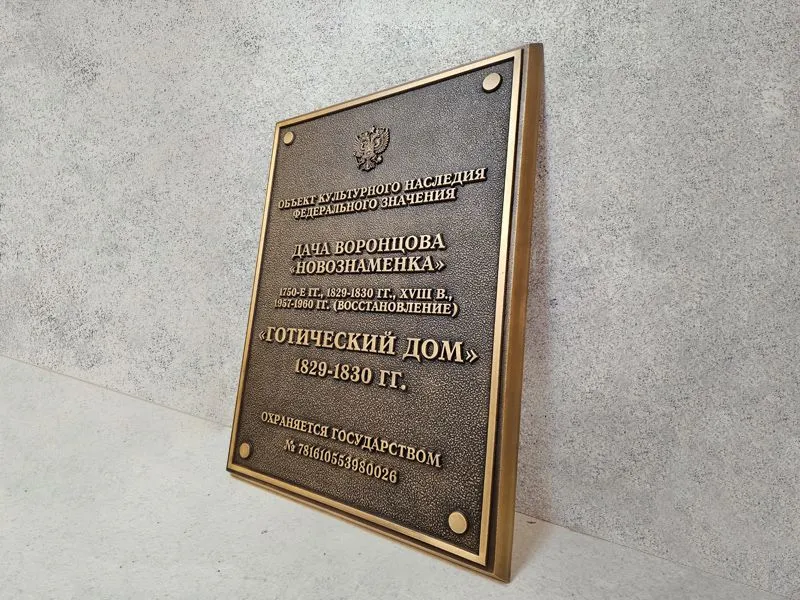 ОБЪЕКТ КУЛЬТУРНОГО НАСЛЕДИЯ
ФЕДЕРАЛЬНОГО ЗНАЧЕНИЯ
ДАЧА ВОРОНЦОВА
«НОВОЗНАМЕНКА»
1750-Е ГГ., 1829-1830 ГГ., XVIII В.,
1957-1960 ГГ. (ВОССТАНОВЛЕНИЕ)
«ГОТИЧЕСКИЙ ДОМ»
1829-1830 ГГ.
ОХРАНЯЕТСЯ ГОСУДАРСТВОМ
№ 781610553980026